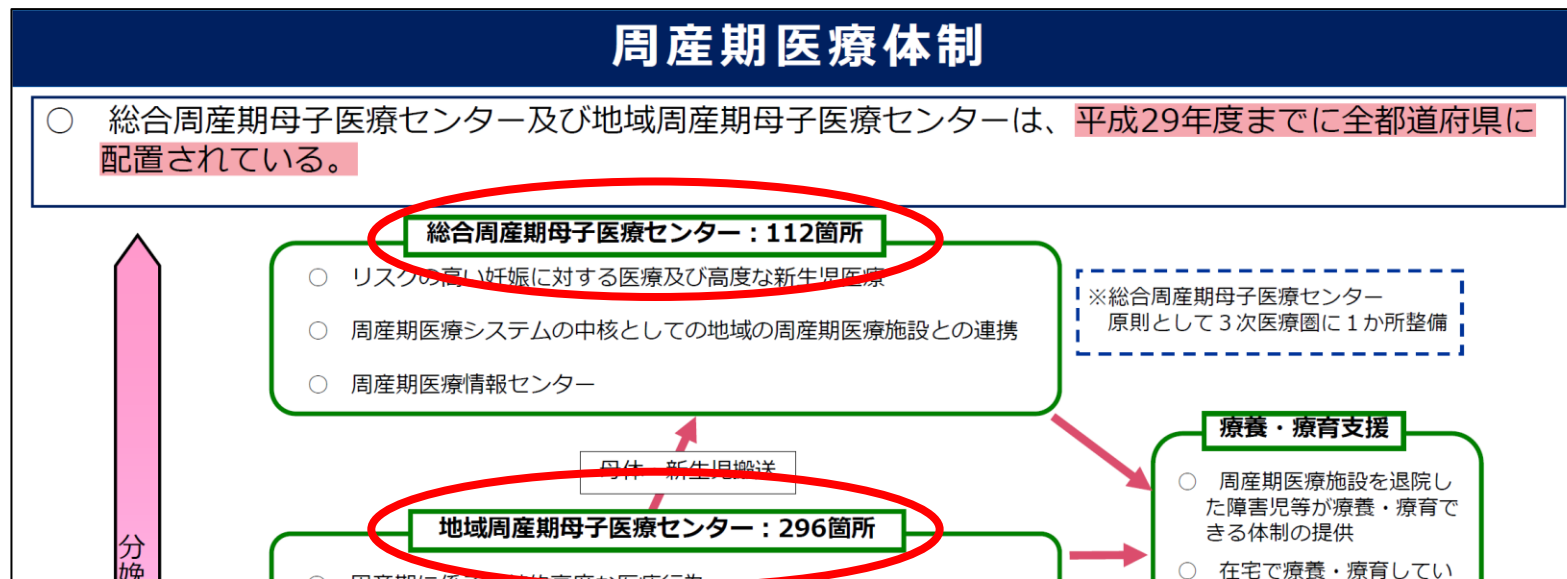 周産期医療体制
○ 総合周産期母子医療センター及び地域周産期母子医療センターは、平成29年度までに全都道府県に
配置されている。
総合周産期母子医療センター：112箇所
○ リスクの高い妊娠に対する医療及び高度な新生児医療
○ 周産期医療システムの中核としての地域の周産期医療施設との連携
○ 周産期医療情報センター
※総合周産期母子医療センター
原則として３次医療圏に１か所整備
母体・新生児搬送
地域周産期母子医療センター：296箇所
療養・療育支援
○ 周産期医療施設を退院し
た障害児等が療養・療育で
きる体制の提供
○ 在宅で療養・療育してい
分娩